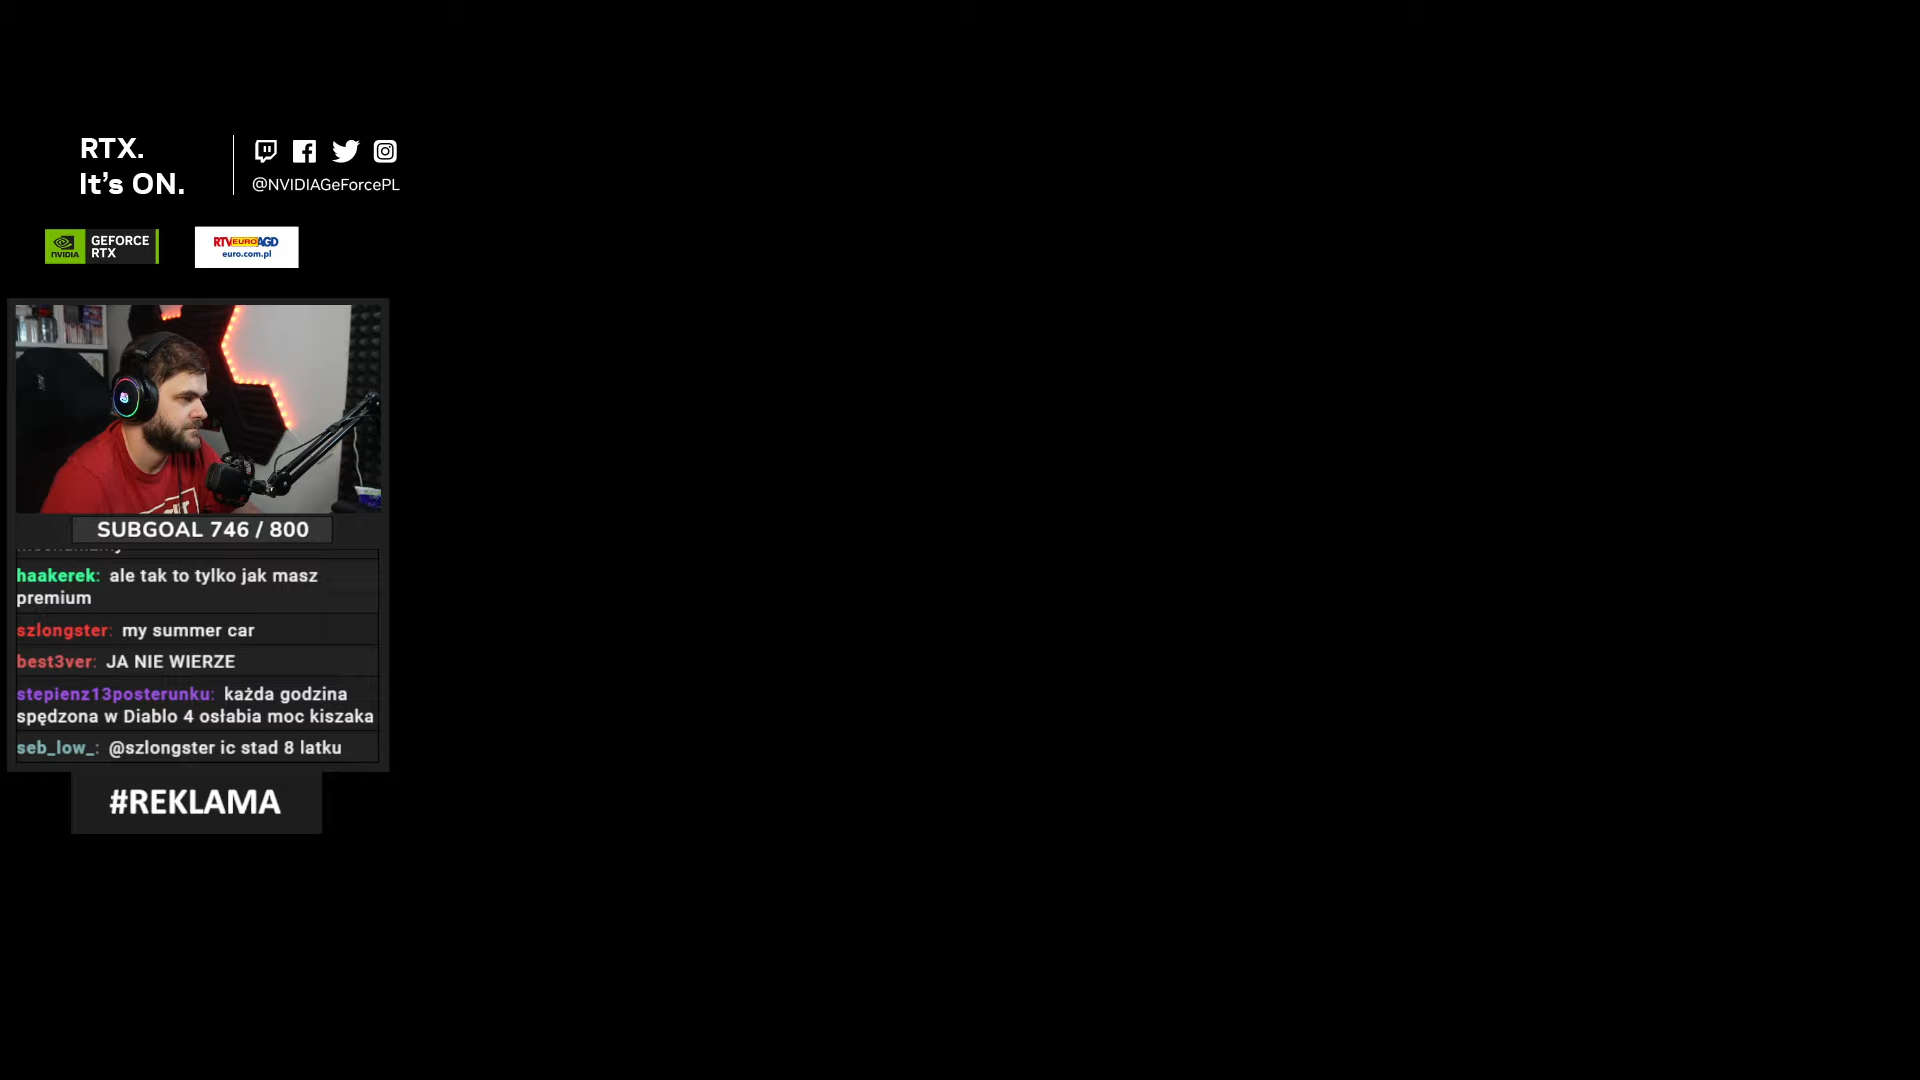 RTX.
It's ON.
@NVIDIAGeForcePL
NVIDIA
GEFORCE
RTX
RTV EURO AGD
euro.com.pl
SUBGOAL 746 / 800
haakerek: ale tak to tylko jak masz
premium
szlongster: my summer car
best3ver: JA NIE WIERZE
stepienz13posterunku: każda godzina
spędzona w Diablo 4 osłabia moc kiszaka
seb_low_: @szlongster ic stad 8 latku
#REKLAMA